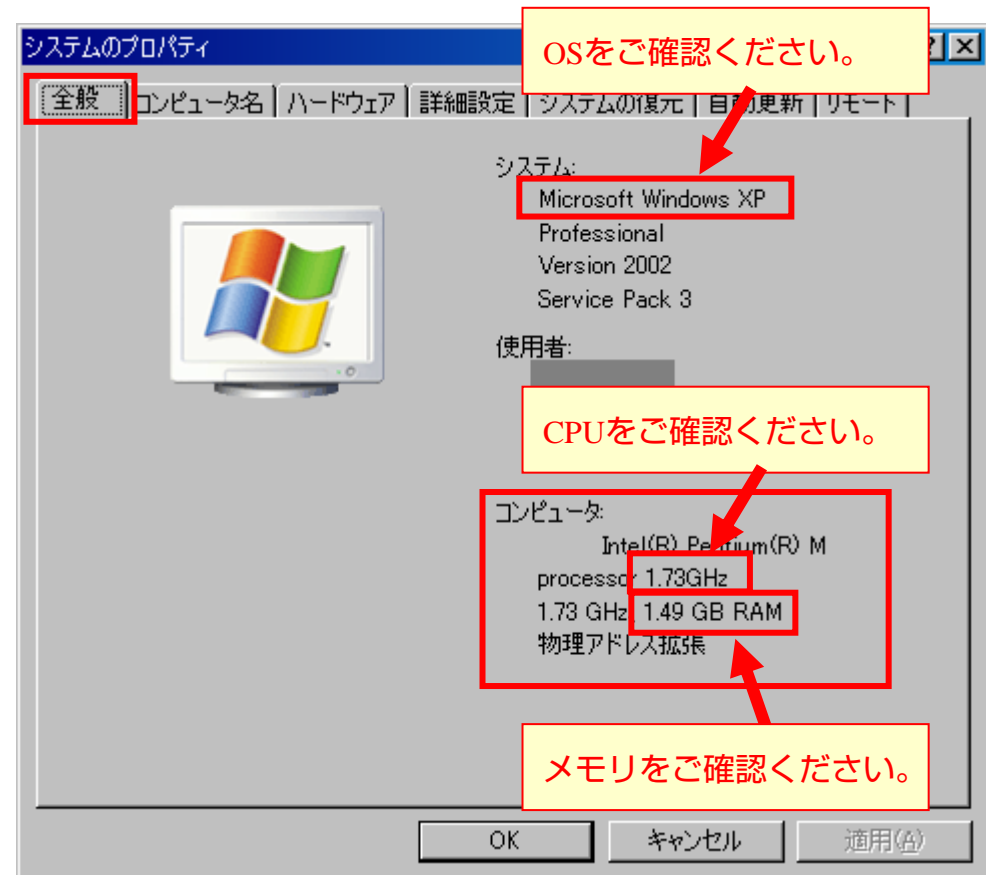 システムのプロパティ
OSをご確認ください。
全般 コンピュータ名 ハードウェア 詳細設定 システムの復元 自動更新 リモート
システム:
Microsoft Windows XP
Professional
Version 2002
Service Pack 3
使用者:
CPUをご確認ください。
コンピュータ:
Intel(R) Pentium(R) M
processor 1.73GHz
1.73 GHz, 1.49 GB RAM
物理アドレス拡張
メモリをご確認ください。
OK キャンセル 適用(A)